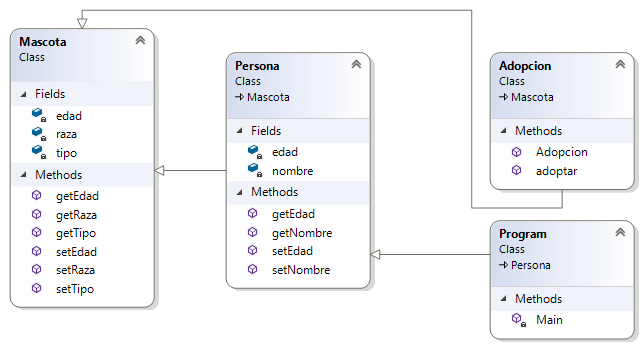 Mascota
Class
Fields
edad
raza
tipo
Methods
getEdad
getRaza
getTipo
setEdad
setRaza
setTipo
Persona
Class
Mascota
Fields
edad
nombre
Methods
getEdad
getNombre
setEdad
setNombre
Adopcion
Class
Mascota
Methods
Adopcion
adoptar
Program
Class
Persona
Methods
Main